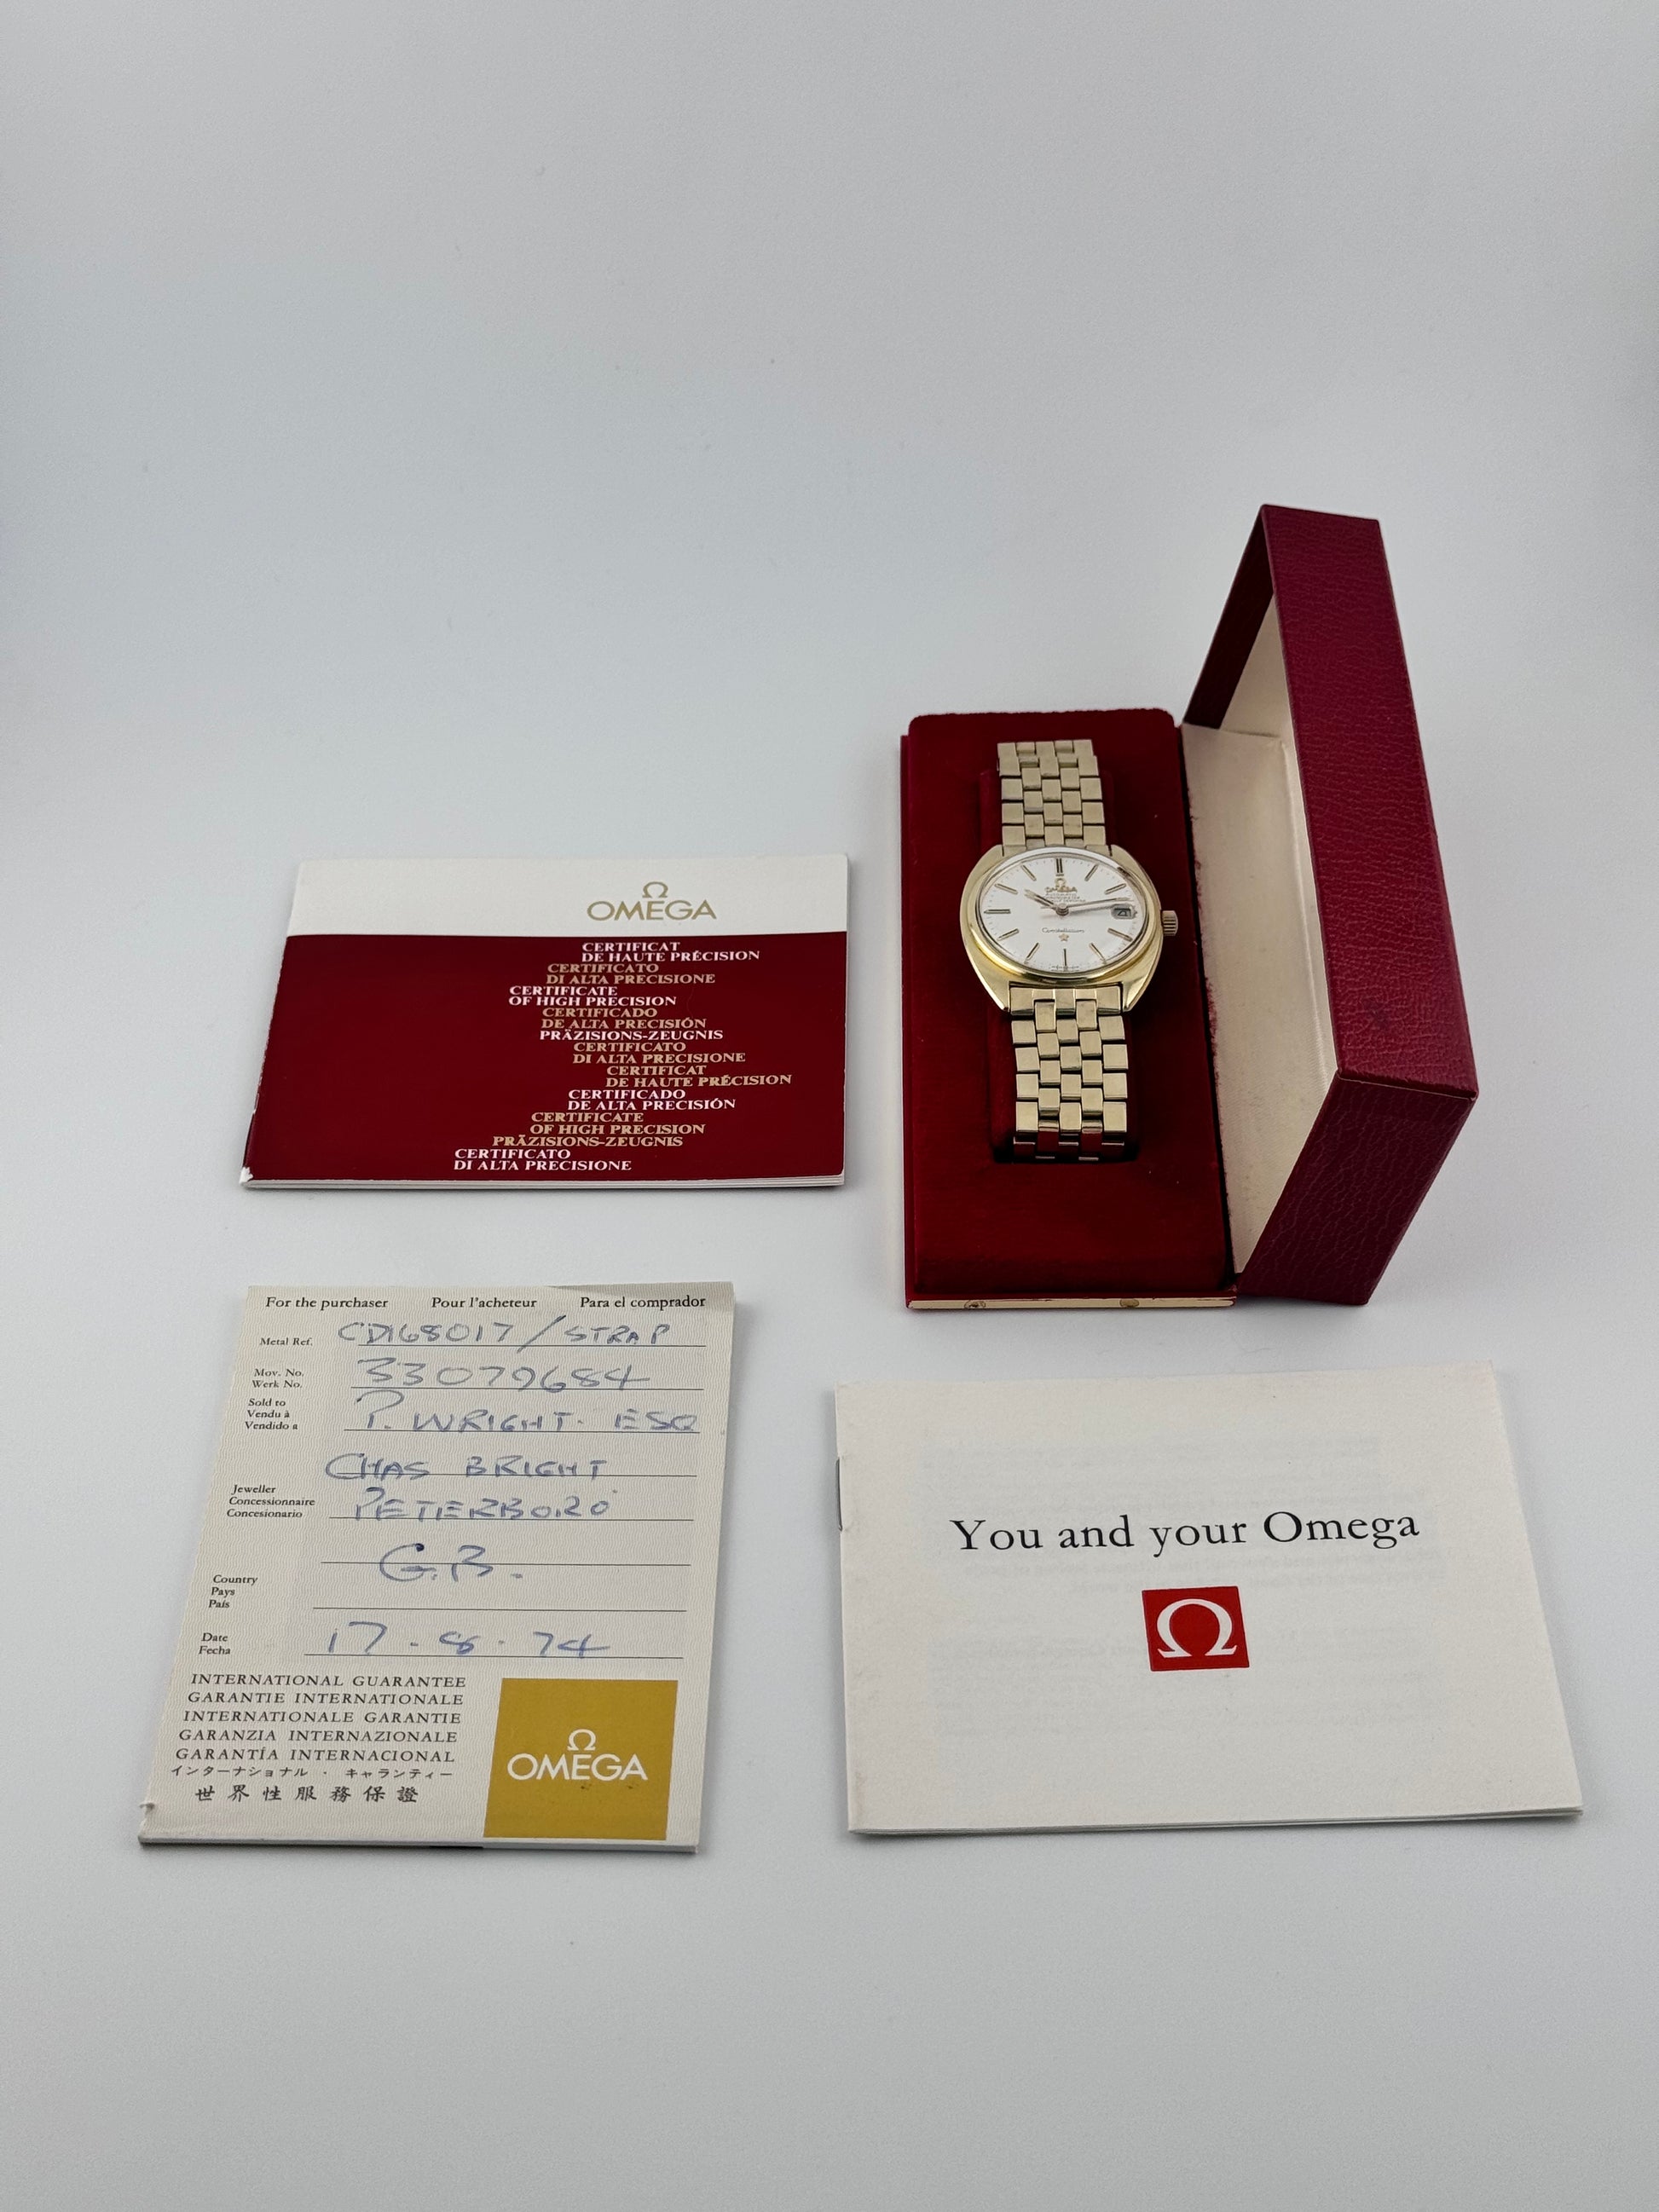 Ω
OMEGA
CERTIFICAT
DE HAUTE PRÉCISION
CERTIFICATO
DI ALTA PRECISIONE
CERTIFICATE
OF HIGH PRECISION
CERTIFICADO
DE ALTA PRECISIÓN
PRÄZISIONS-ZEUGNIS
CERTIFICATO
DI ALTA PRECISIONE
CERTIFICAT
DE HAUTE PRÉCISION
CERTIFICADO
DE ALTA PRECISIÓN
CERTIFICATE
OF HIGH PRECISION
PRÄZISIONS-ZEUGNIS
CERTIFICATO
DI ALTA PRECISIONE
Ω
OMEGA
Constellation
For the purchaser Pour l'acheteur Para el comprador
Metal Ref. CD168017/STRAP
Mov. No.
Werk No. 33079684
Sold to
Vendu à
Vendido a P. WRIGHT. ESQ
CHAS BRIGHT
Jeweller
Concessionnaire
Concesionario PETERBORO'
G.B.
Country
Pays
País
Date
Fecha 17.8.74
INTERNATIONAL GUARANTEE
GARANTIE INTERNATIONALE
INTERNATIONALE GARANTIE
GARANZIA INTERNAZIONALE
GARANTÍA INTERNACIONAL
インターナショナル · キャランティー
世界性服務保證
Ω
OMEGA
You and your Omega
Ω